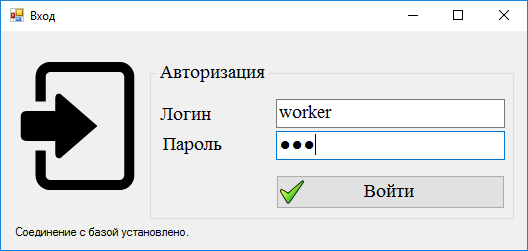 Вход
Авторизация
Логин
worker
Пароль
●●●
Войти
Соединение с базой установлено.